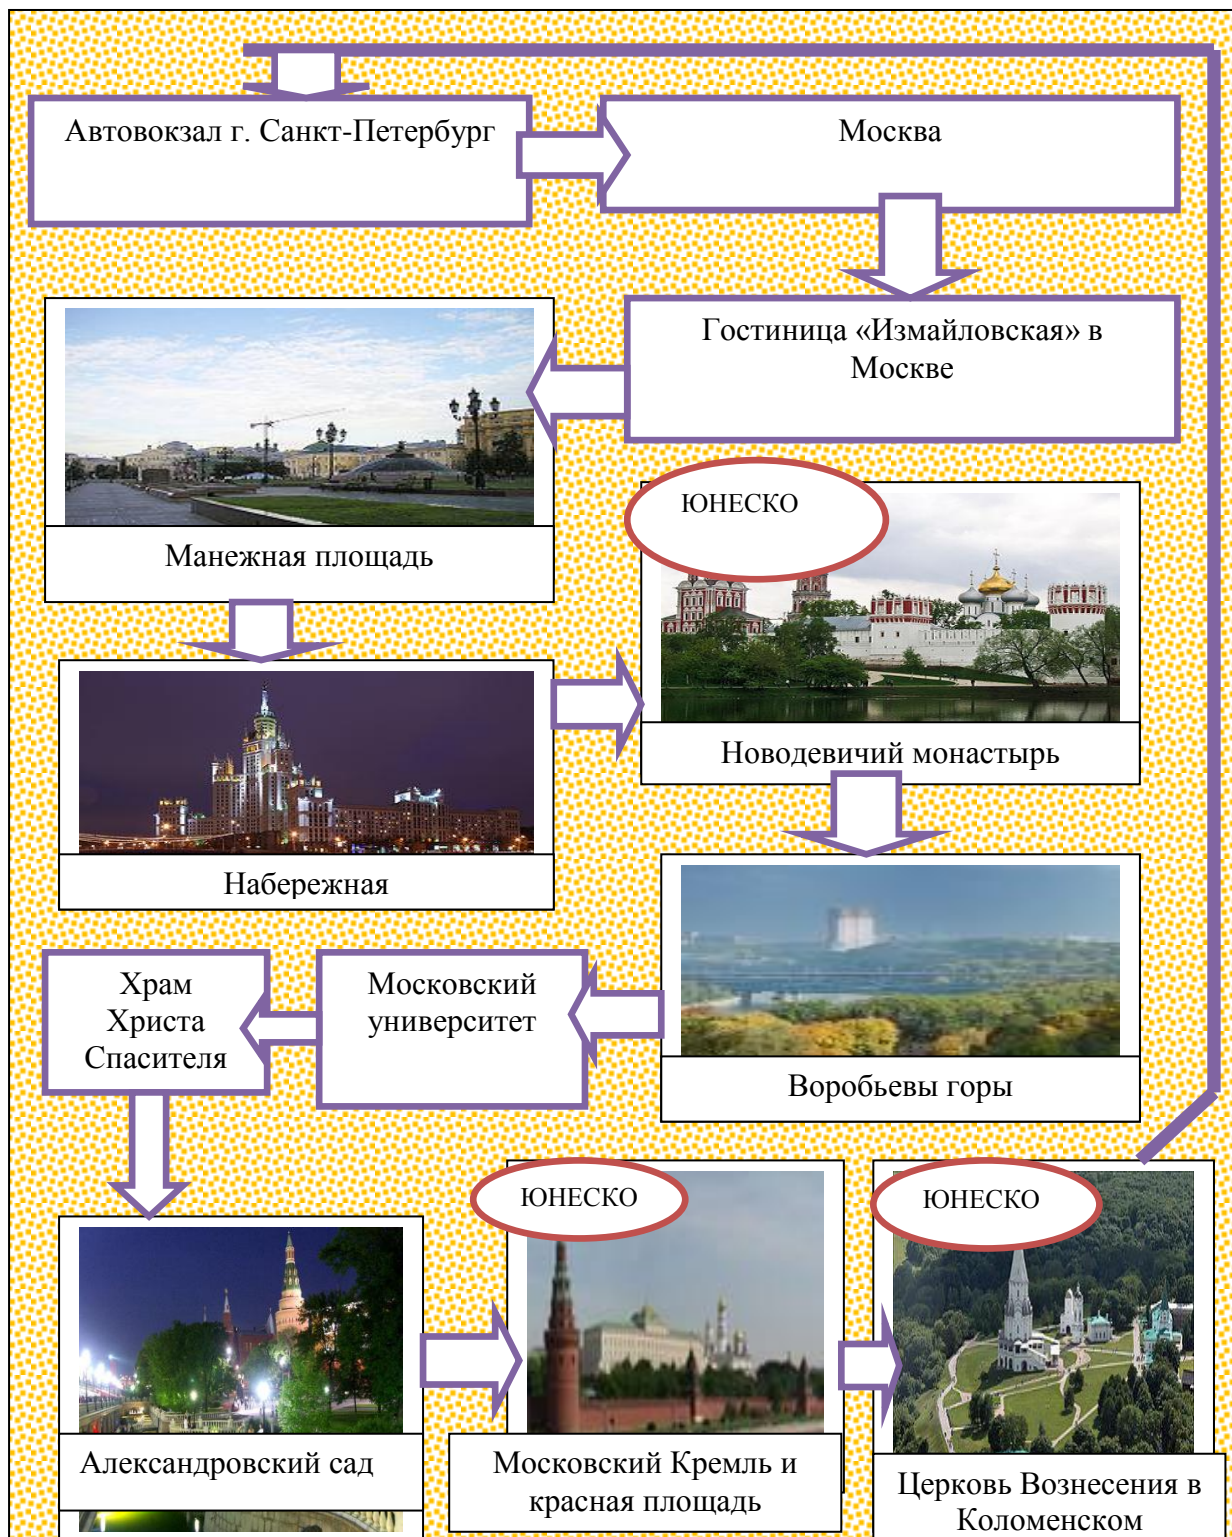 Автовокзал г. Санкт-Петербург
Москва
Гостиница «Измайловская» в
Москве
Манежная площадь
ЮНЕСКО
Новодевичий монастырь
Набережная
Воробьевы горы
Московский
университет
Храм
Христа
Спасителя
Александровский сад
ЮНЕСКО
Московский Кремль и
красная площадь
ЮНЕСКО
Церковь Вознесения в
Коломенском